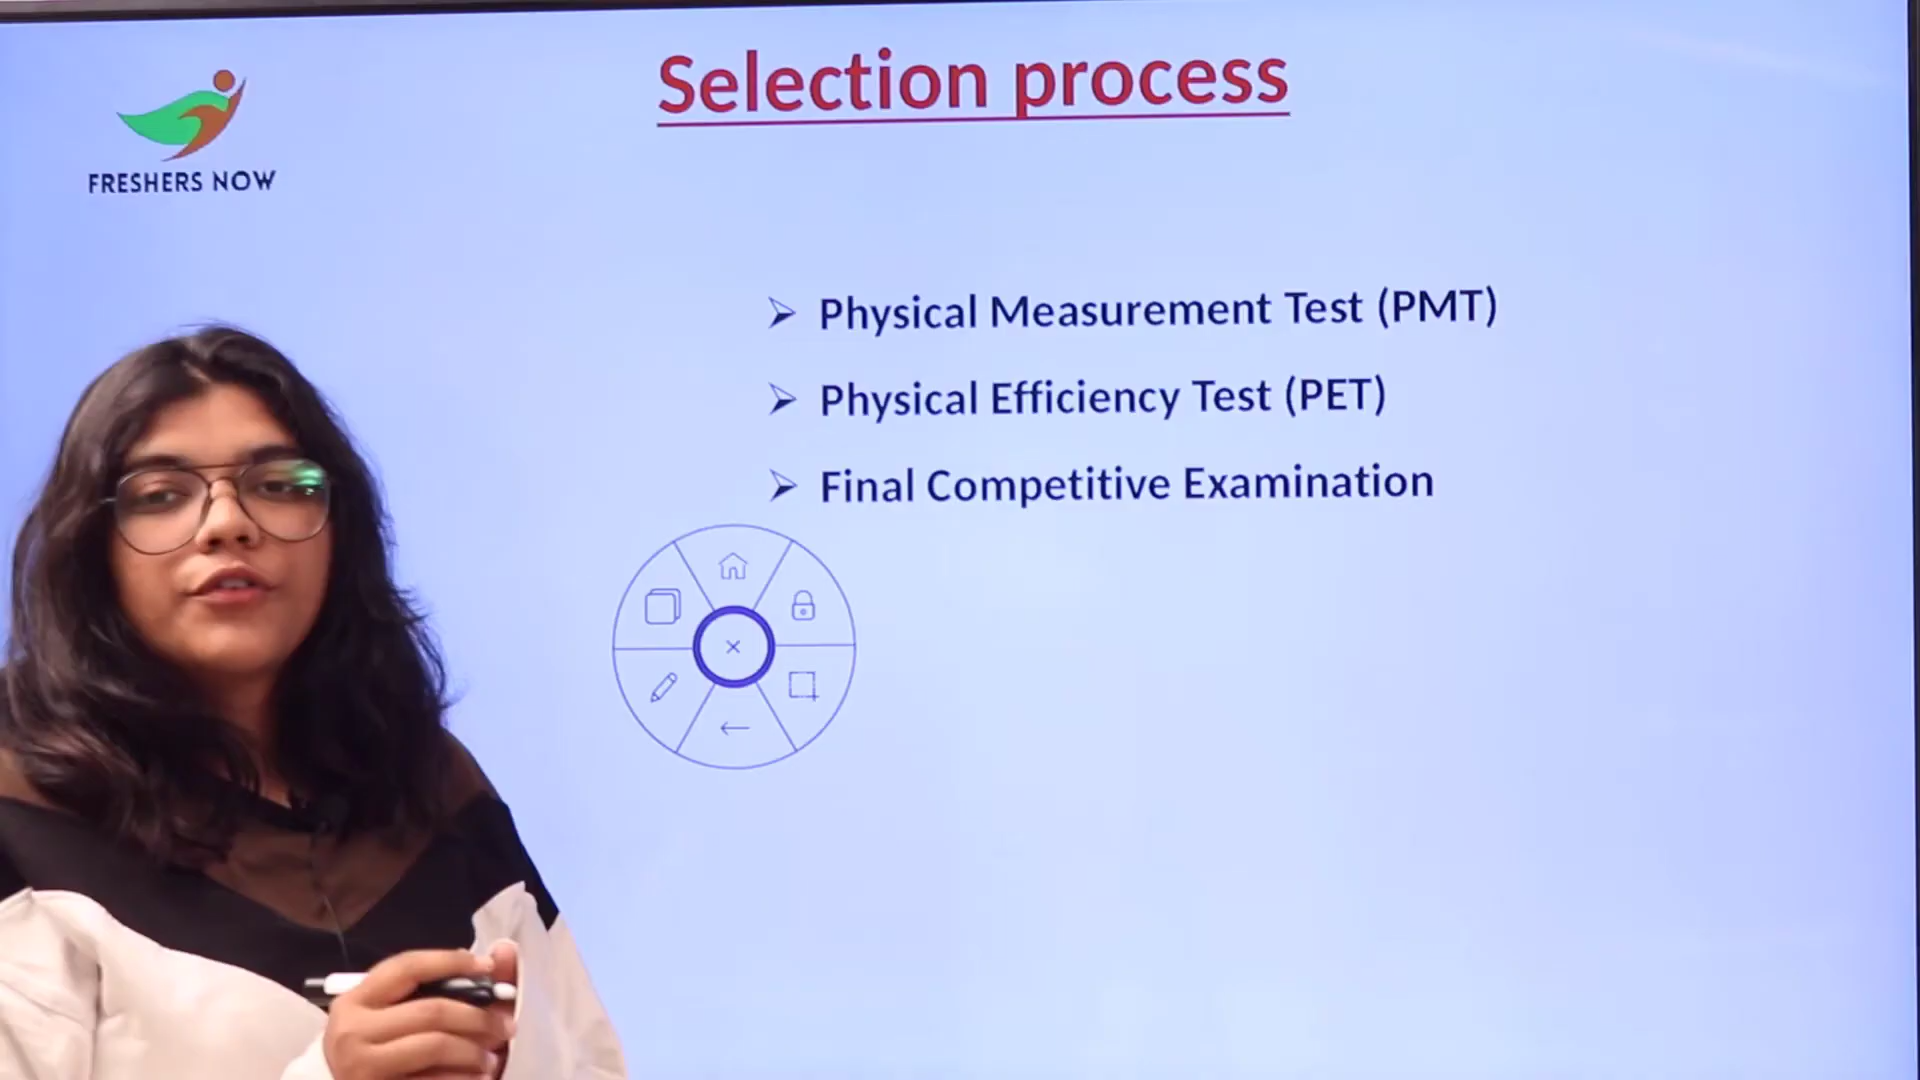 Selection process
FRESHERS NOW
Physical Measurement Test (PMT)
Physical Efficiency Test (PET)
Final Competitive Examination